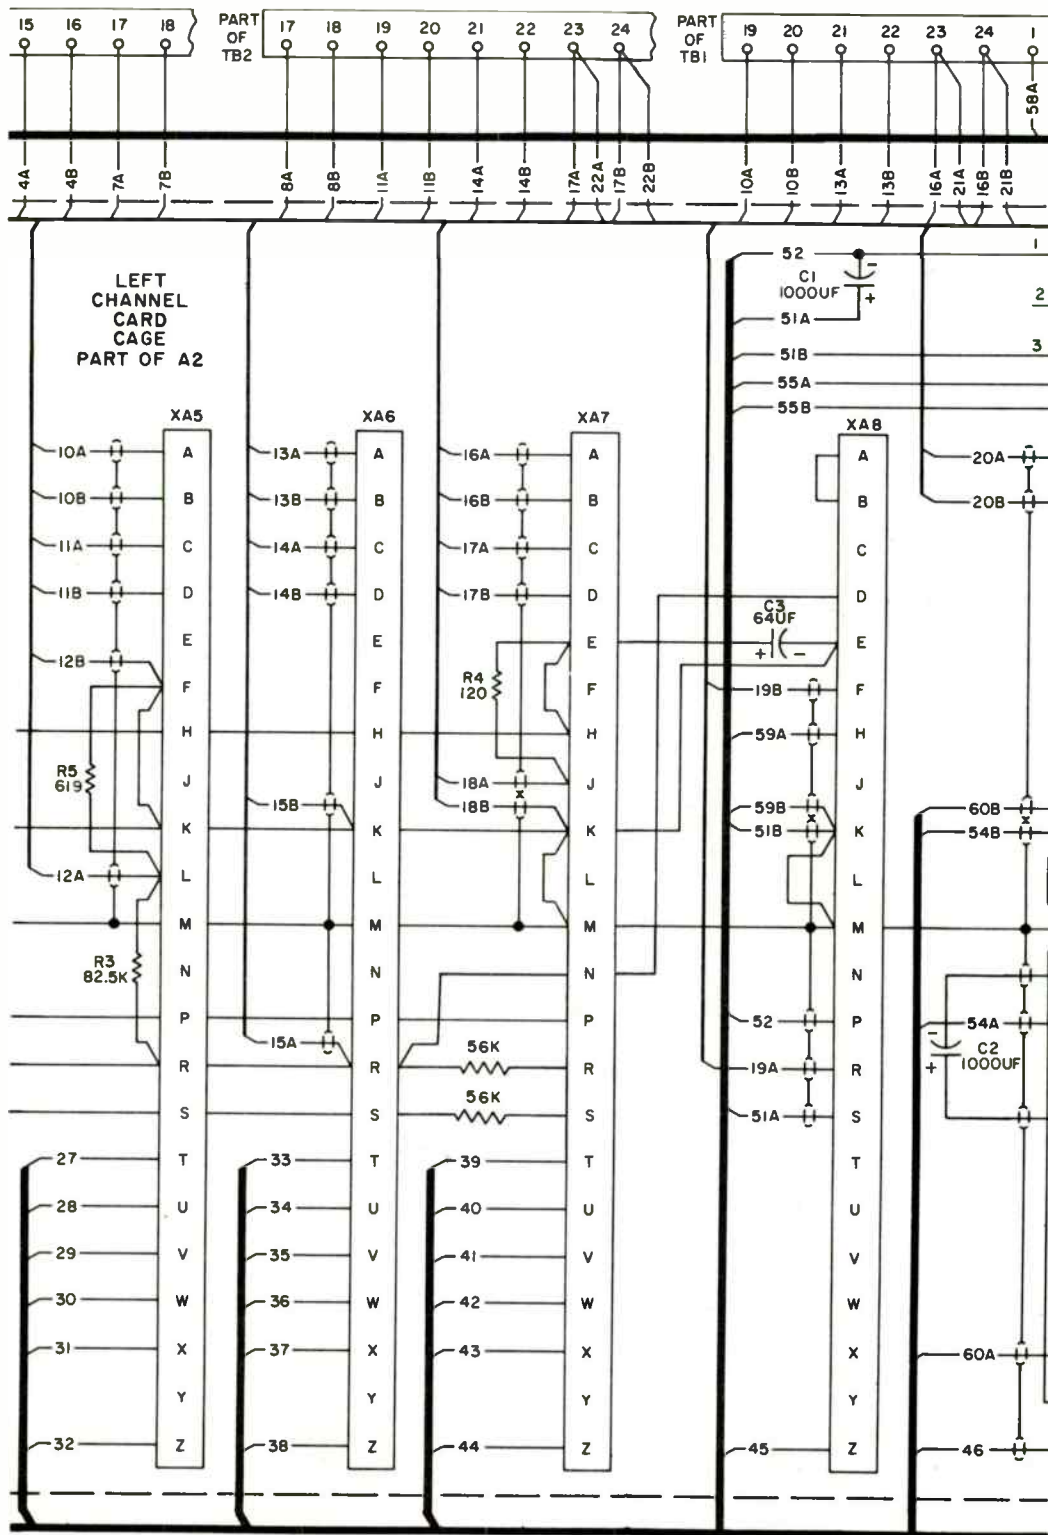 15 16 17 18
PART OF TB2
17 18 19 20 21 22 23 24
PART OF TB1
19 20 21 22 23 24 1
58A
4A 4B 7A 7B 8A 8B 11A 11B 14A 14B 17A 22A 17B 22B 10A 10B 13A 13B 16A 21A 16B 21B
LEFT
CHANNEL
CARD
CAGE
PART OF A2
52
C1
1000UF
- +
51A
51B
55A
55B
1
2
3
XA5
10A A
10B B
11A C
11B D
E
12B F
H
R5
619
J
K
12A L
M
R3
82.5K
N
P
R
S
27 T
28 U
29 V
30 W
31 X
Y
32 Z
XA6
13A A
13B B
14A C
14B D
E
F
H
J
15B K
L
M
N
P
15A R
S
33 T
34 U
35 V
36 W
37 X
Y
38 Z
XA7
16A A
16B B
17A C
17B D
E
R4
120
F
H
18A J
X
18B K
L
M
N
P
56K R
56K S
39 T
40 U
41 V
42 W
43 X
Y
44 Z
XA8
A
B
C
D
C3
64UF
+ -
E
19B F
59A H
J
59B
X
51B K
L
M
N
52 P
19A R
51A S
T
U
V
W
X
Y
45 Z
20A
20B
60B
X
54B
54A
- +
C2
1000UF
60A
46